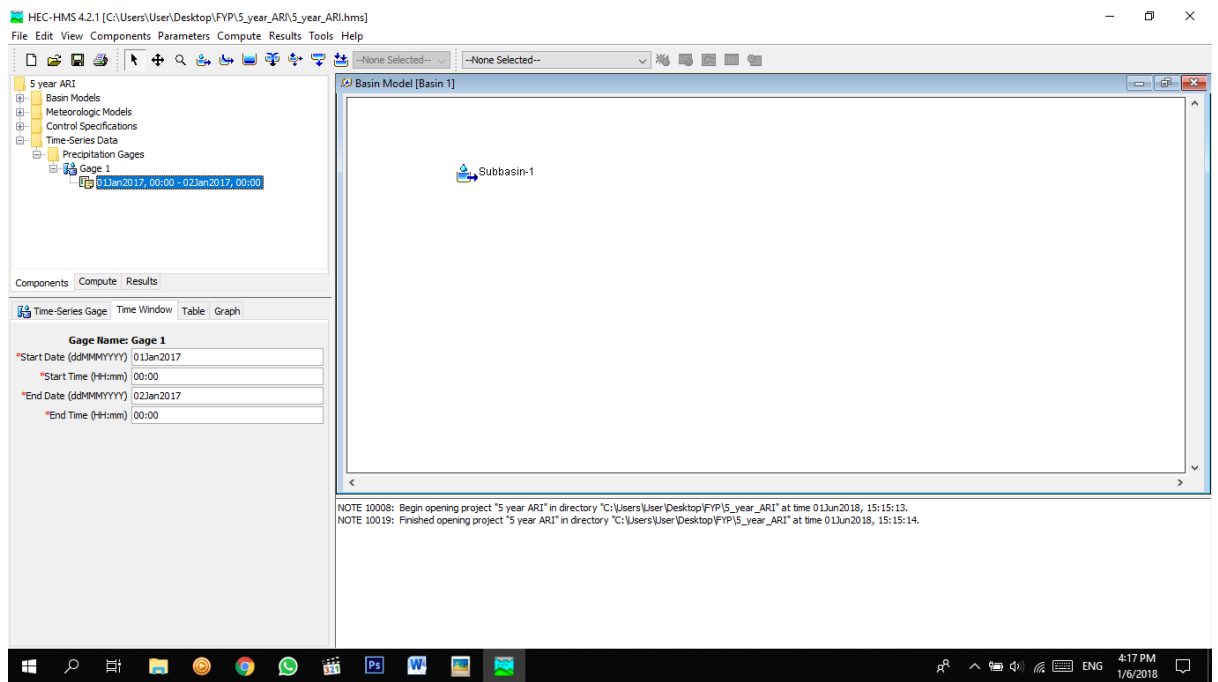 HEC-HMS 4.2.1 [C:\Users\User\Desktop\FYP\5_year_ARI\5_year_ARI.hms]
File Edit View Components Parameters Compute Results Tools Help
--None Selected-- --None Selected--
5 year ARI
Basin Models
Meteorologic Models
Control Specifications
Time-Series Data
Precipitation Gages
Gage 1
01Jan2017, 00:00 - 02Jan2017, 00:00
Components Compute Results
Time-Series Gage Time Window Table Graph
Gage Name: Gage 1
*Start Date (ddMMMYYYY) 01Jan2017
*Start Time (HH:mm) 00:00
*End Date (ddMMMYYYY) 02Jan2017
*End Time (HH:mm) 00:00
Basin Model [Basin 1]
Subbasin-1
NOTE 10008: Begin opening project "5 year ARI" in directory "C:\Users\User\Desktop\FYP\5_year_ARI" at time 01Jun2018, 15:15:13.
NOTE 10019: Finished opening project "5 year ARI" in directory "C:\Users\User\Desktop\FYP\5_year_ARI" at time 01Jun2018, 15:15:14.
321 Ps W ENG 4:17 PM
1/6/2018